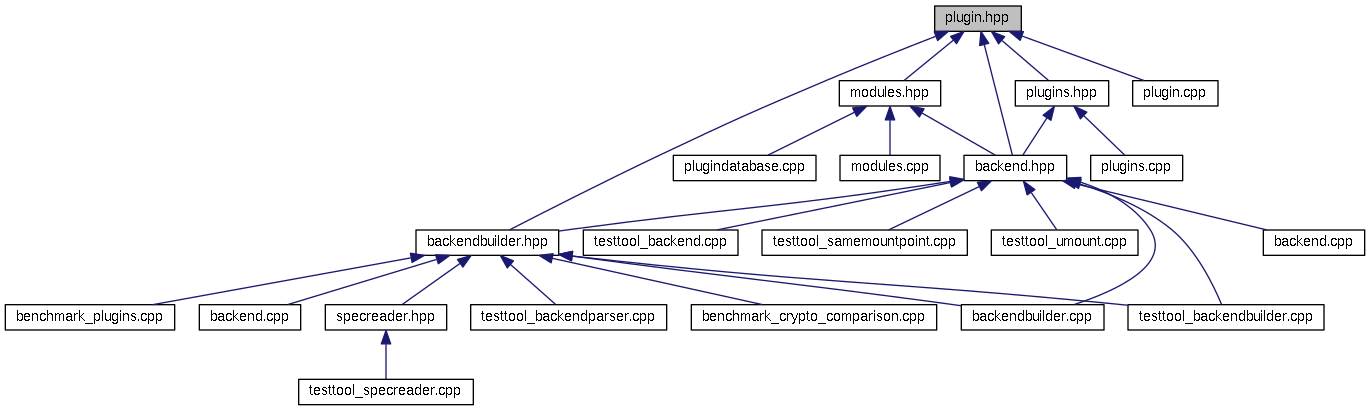 plugin.hpp
modules.hpp
plugins.hpp
plugin.cpp
plugindatabase.cpp
modules.cpp
backend.hpp
plugins.cpp
backendbuilder.hpp
testtool_backend.cpp
testtool_samemountpoint.cpp
testtool_umount.cpp
backend.cpp
benchmark_plugins.cpp
backend.cpp
specreader.hpp
testtool_backendparser.cpp
benchmark_crypto_comparison.cpp
backendbuilder.cpp
testtool_backendbuilder.cpp
testtool_specreader.cpp